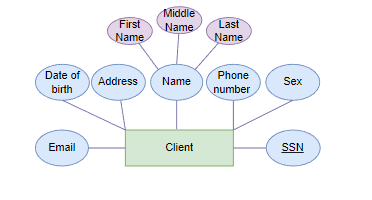 First
Name
Middle
Name
Last
Name
Date of
birth
Address
Name
Phone
number
Sex
Email
Client
SSN